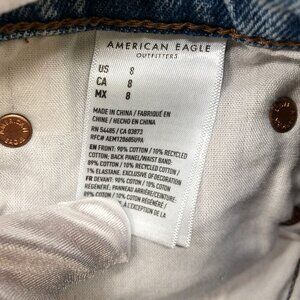 AMERICAN EAGLE
OUTFITTERS
US 8
CA 8
MX 8
MADE IN CHINA / FABRIQUÉ EN
CHINE / HECHO EN CHINA
RN 54485 / CA 03873
EN FRONT: 90% COTTON / 10% RECYCLED
COTTON; BACK PANEL/WAIST BAND:
89% COTTON / 10% RECYCLED COTTON /
1% ELASTANE. EXCLUSIVE OF DECORATION
FR DEVANT: 90% COTON / 10% COTON
RÉGÉNÉRÉ; PANNEAU ARRIÈRE/CEINTURE:
89% COTON / 10% COTON RÉGÉNÉRÉ /
À L'EXCEPTION DE LA